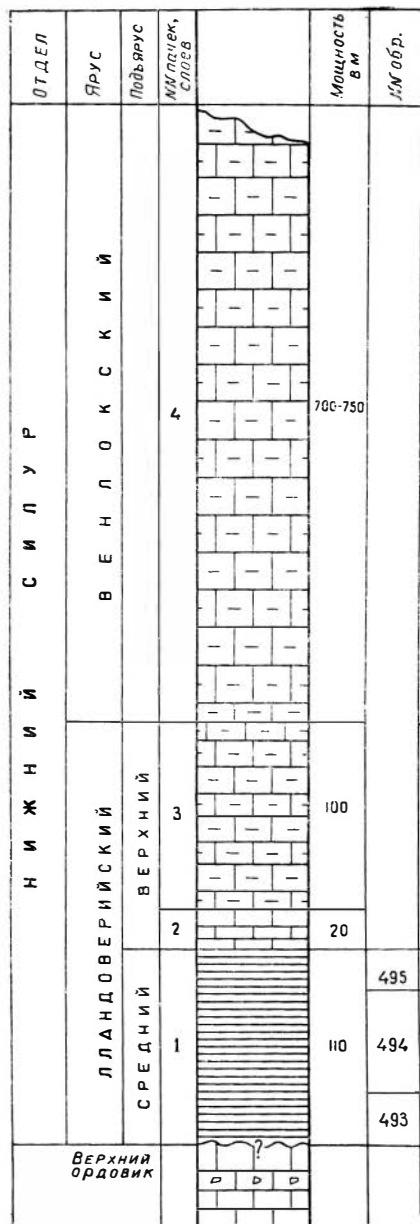 ОТДЕЛ
ЯРУС
Подъярус
NN пачек,
слоев
Мощность
в м
NN обр.
НИЖНИЙ СИЛУР
ВЕНЛОКСКИЙ
4
700-750
ЛЛАНДОВЕРИЙСКИЙ
ВЕРХНИЙ
3
100
2
20
СРЕДНИЙ
1
110
495
494
493
?
ВЕРХНИЙ
ОРДОВИК